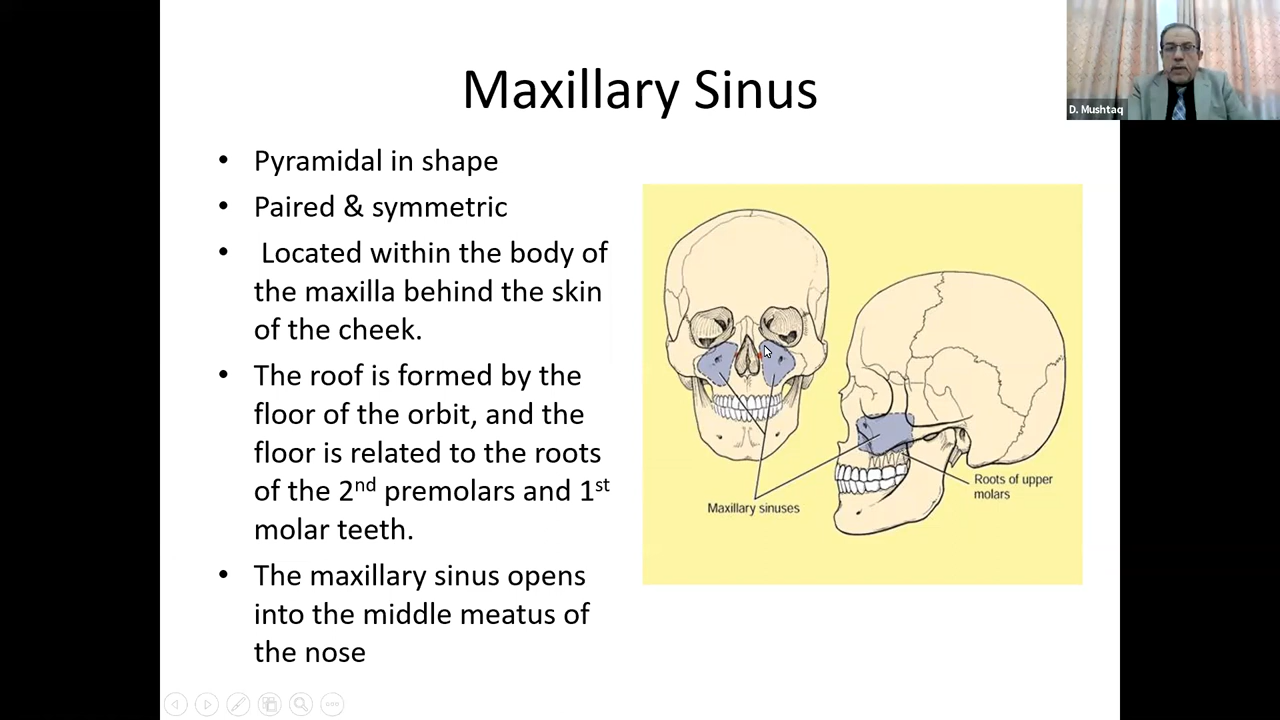 Maxillary Sinus
D. Mushtaq
• Pyramidal in shape
• Paired & symmetric
• Located within the body of
the maxilla behind the skin
of the cheek.
• The roof is formed by the
floor of the orbit, and the
floor is related to the roots
of the 2nd premolars and 1st
molar teeth.
• The maxillary sinus opens
into the middle meatus of
the nose
Maxillary sinuses
Roots of upper
molars